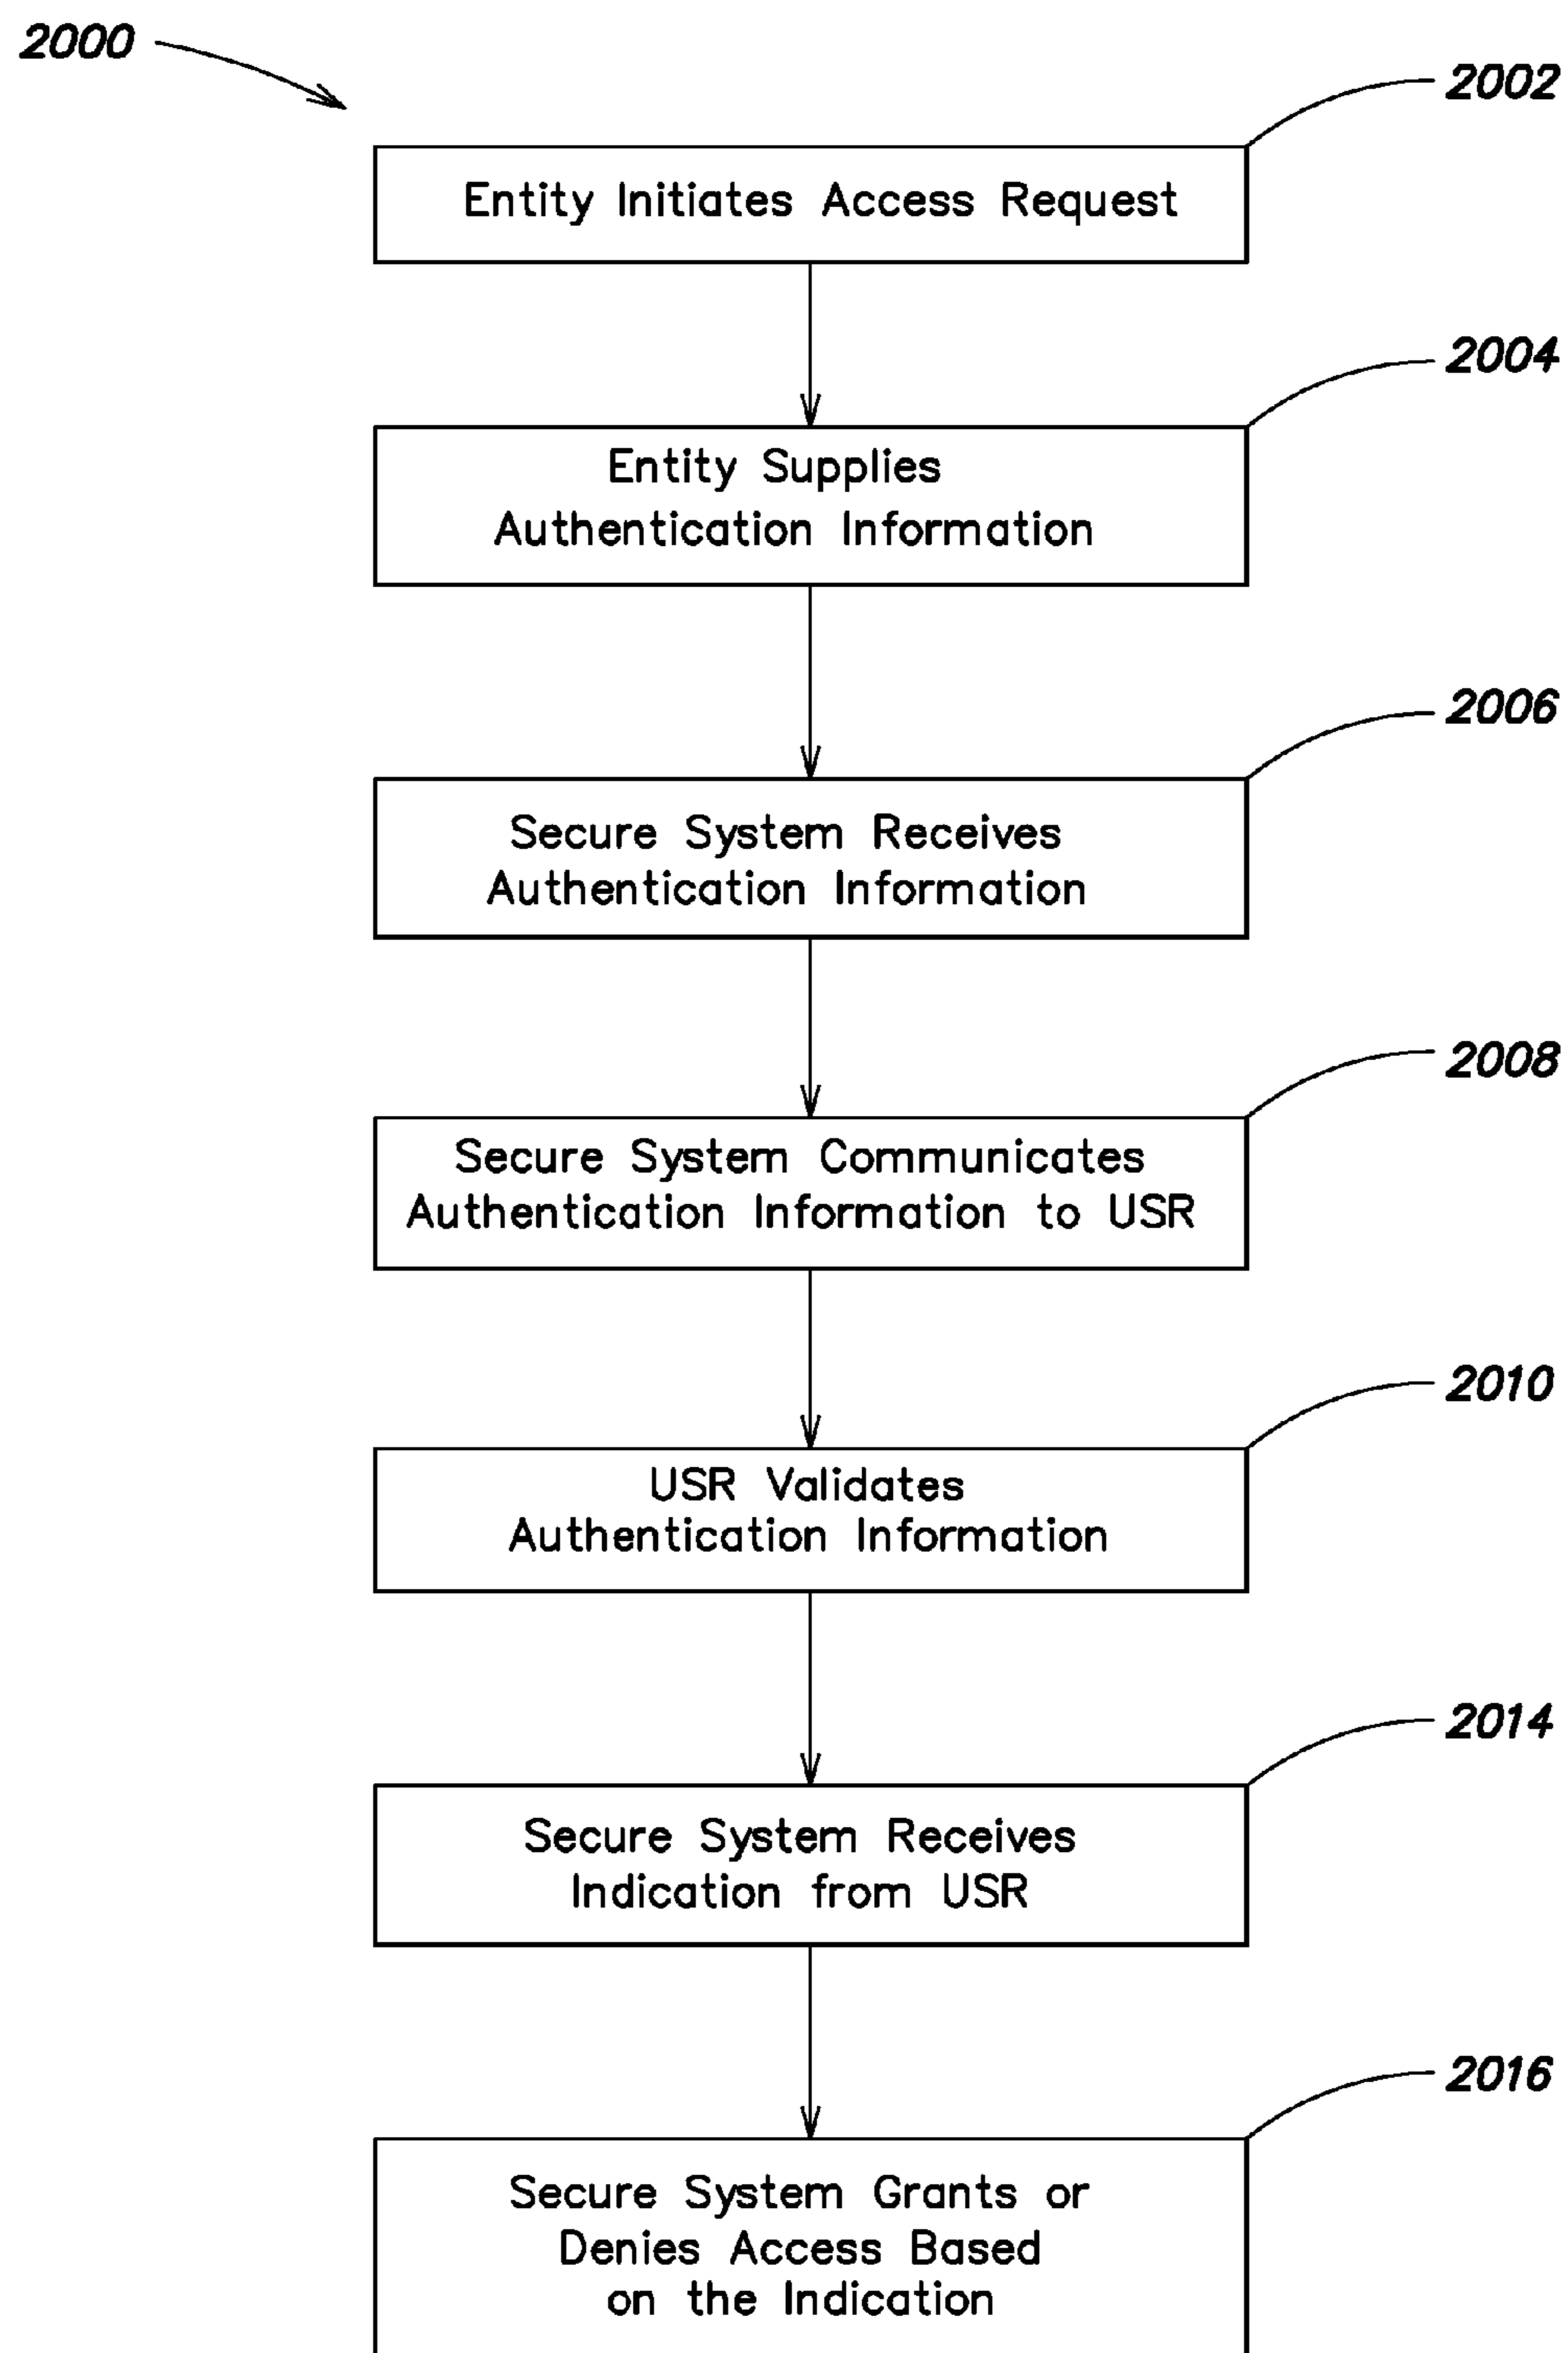 2000
2002
Entity Initiates Access Request
2004
Entity Supplies
Authentication Information
2006
Secure System Receives
Authentication Information
2008
Secure System Communicates
Authentication Information to USR
2010
USR Validates
Authentication Information
2014
Secure System Receives
Indication from USR
2016
Secure System Grants or
Denies Access Based
on the Indication